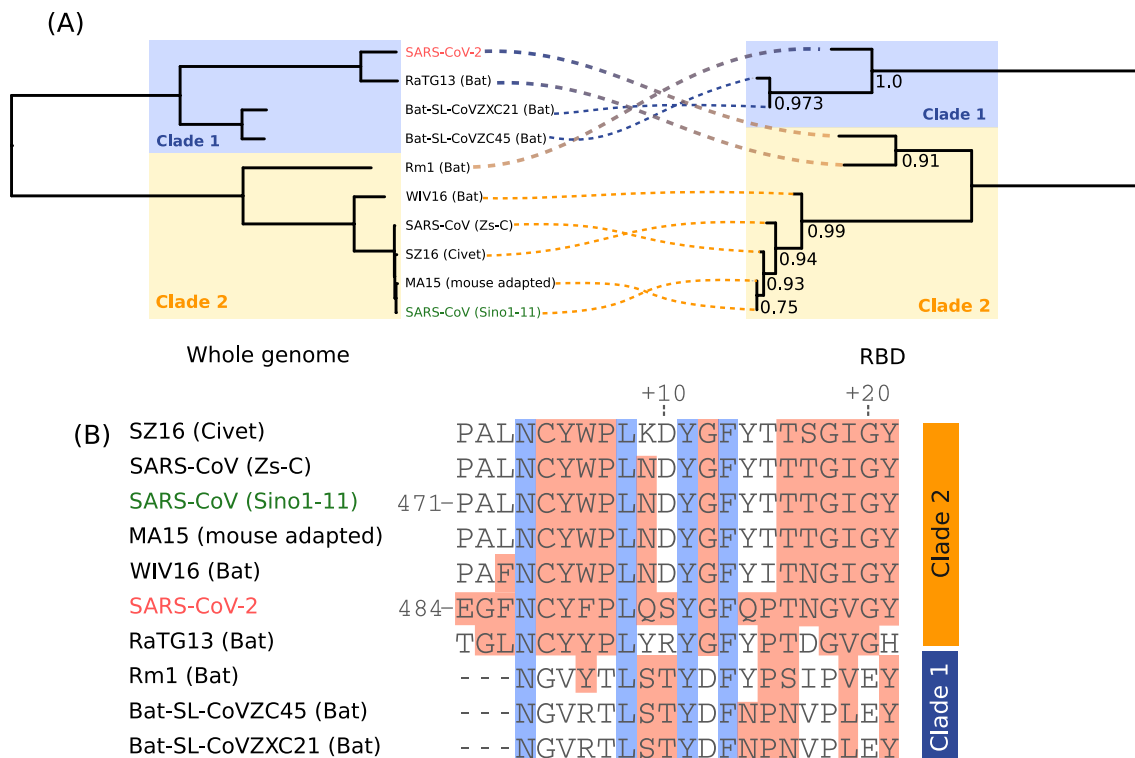 (A)
SARS-CoV-2
RaTG13 (Bat)
1.0
Bat-SL-CoVZXC21 (Bat)
0.973
Clade 1
Clade 1
Bat-SL-CoVZC45 (Bat)
Rm1 (Bat)
0.91
WIV16 (Bat)
SARS-CoV (Zs-C)
0.99
SZ16 (Civet)
0.94
MA15 (mouse adapted)
0.93
Clade 2
0.75
Clade 2
SARS-CoV (Sino1-11)
Whole genome
RBD
+10 +20
(B)
SZ16 (Civet) PALNCYWPLKDYGFYTTSGIGY
SARS-CoV (Zs-C) PALNCYWPLNDYGFYTTTGIGY
SARS-CoV (Sino1-11) 471- PALNCYWPLNDYGFYTTTGIGY
MA15 (mouse adapted) PALNCYWPLNDYGFYTTTGIGY
WIV16 (Bat) PAFNCYWPLNDYGFYITNGIGY
SARS-CoV-2 484- EGFNCYFPLQSYGFQPTNGVGY
RaTG13 (Bat) TGLNCYYPLYRYGFYPTDGVGH
Rm1 (Bat) ---NGVYTLSTYDFYPSIPVEY
Bat-SL-CoVZC45 (Bat) ---NGVRTLSTYDFNPNVPLEY
Bat-SL-CoVZXC21 (Bat) ---NGVRTLSTYDFNPNVPLEY
Clade 2
Clade 1